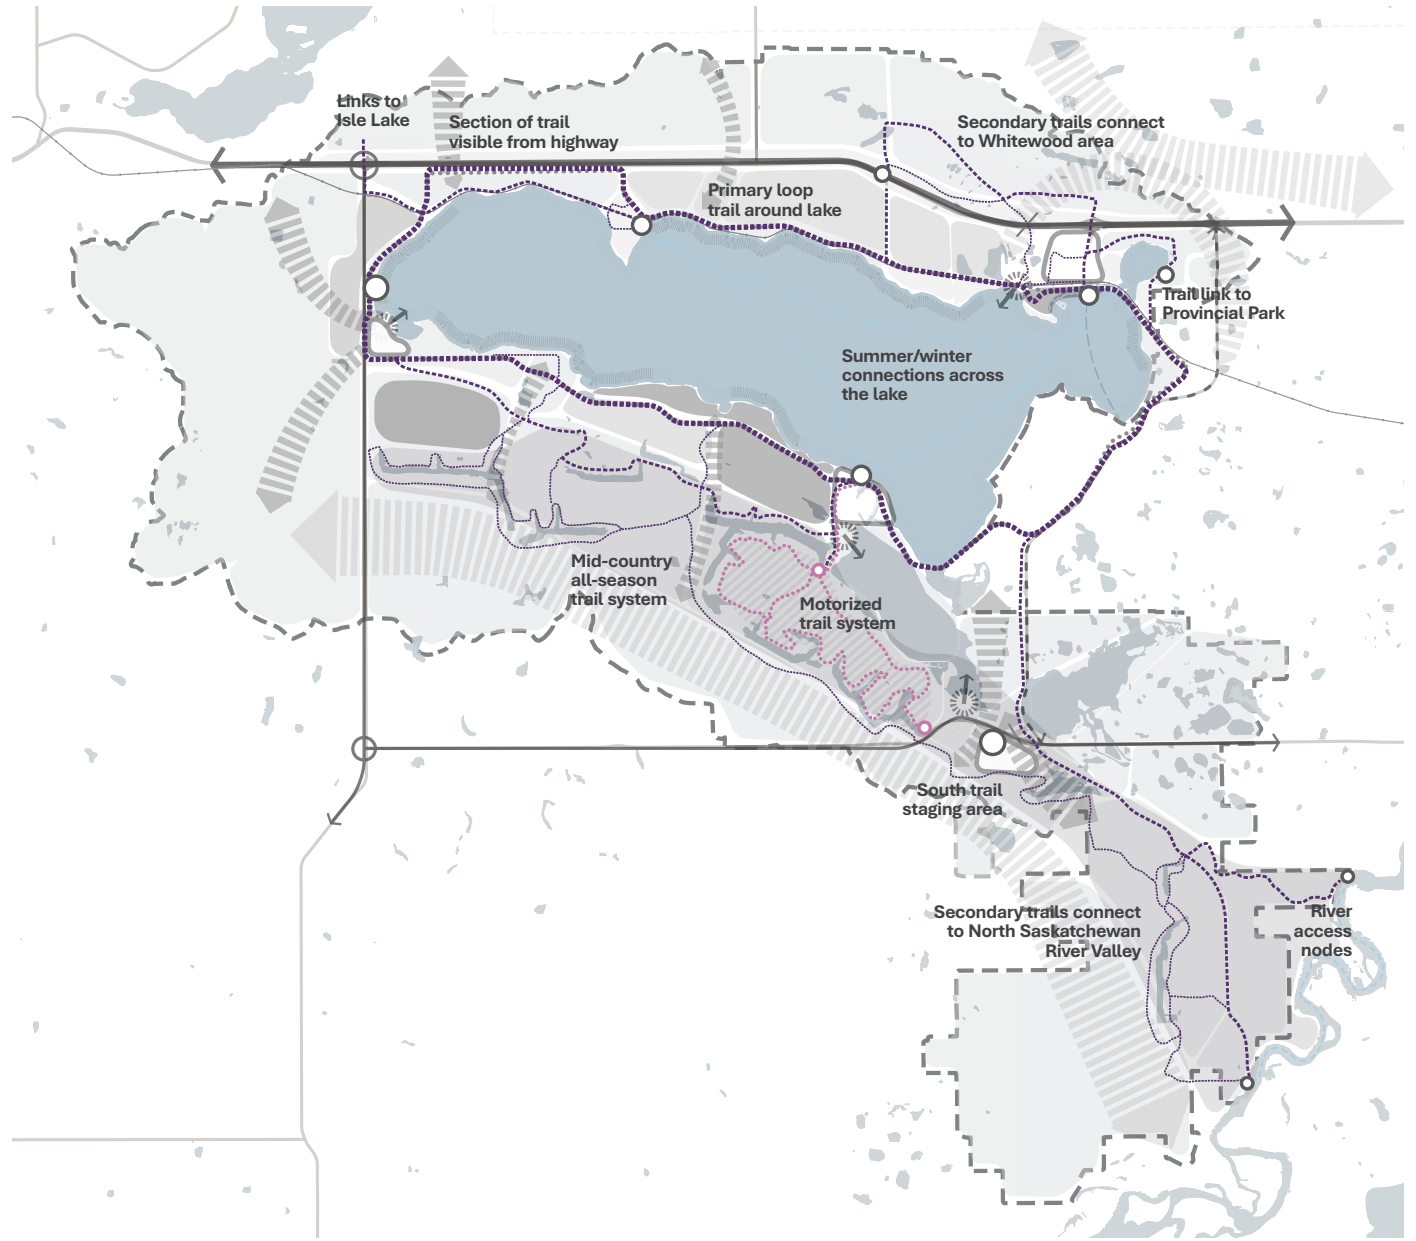 Links to
Isle Lake
Section of trail
visible from highway
Secondary trails connect
to Whitewood area
Primary loop
trail around lake
Trail link to
Provincial Park
Summer/winter
connections across
the lake
Mid-country
all-season
trail system
Motorized
trail system
South trail
staging area
Secondary trails connect
to North Saskatchewan
River Valley
River
access
nodes